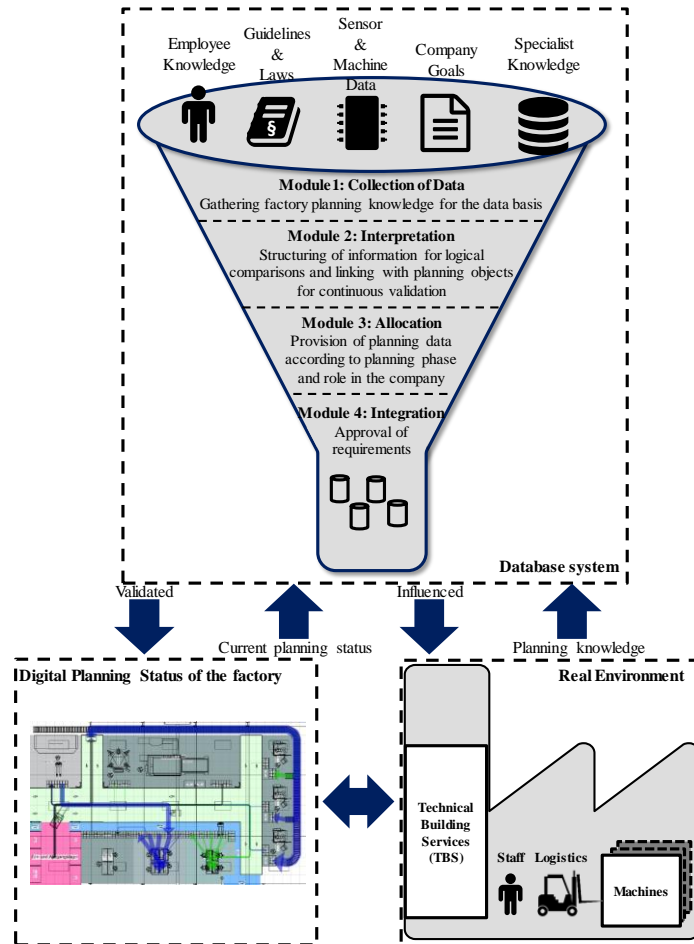 Employee
Knowledge
Guidelines
&
Laws
Sensor
&
Machine
Data
Company
Goals
Specialist
Knowledge
§
Module 1: Collection of Data
Gathering factory planning knowledge for the data basis
Module 2: Interpretation
Structuring of information for logical
comparisons and linking with planning objects
for continuous validation
Module 3: Allocation
Provision of planning data
according to planning phase
and role in the company
Module 4: Integration
Approval of
requirements
Database system
Validated
Influenced
Current planning status
Planning knowledge
Digital Planning Status of the factory
Real Environment
Technical
Building
Services
(TBS)
Staff
Logistics
Machines